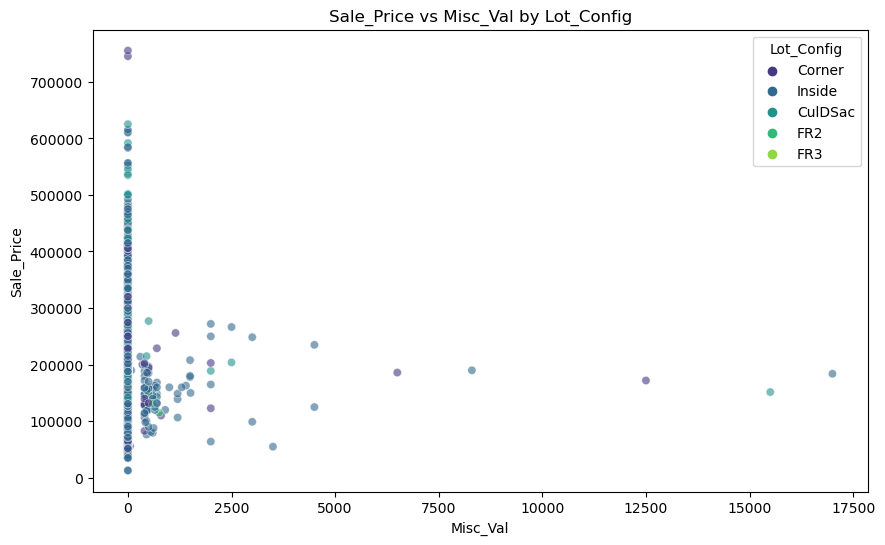 Sale_Price vs Misc_Val by Lot_Config
Lot_Config
Corner
Inside
CulDSac
FR2
FR3
Sale_Price
700000
600000
500000
400000
300000
200000
100000
0
0 2500 5000 7500 10000 12500 15000 17500
Misc_Val